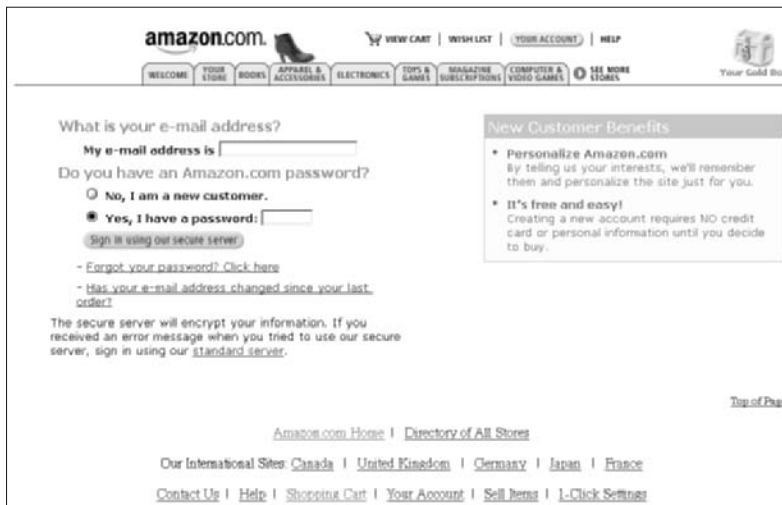 amazon.com.
VIEW CART | WISH LIST | YOUR ACCOUNT | HELP
WELCOME
YOUR STORE
BOOKS
APPAREL & ACCESSORIES
ELECTRONICS
TOYS & GAMES
MAGAZINE SUBSCRIPTIONS
COMPUTER & VIDEO GAMES
SEE MORE STORES
Your Gold Bo
What is your e-mail address?
My e-mail address is
Do you have an Amazon.com password?
No, I am a new customer.
Yes, I have a password:
Sign in using our secure server
- Forgot your password? Click here
- Has your e-mail address changed since your last
order?
The secure server will encrypt your information. If you
received an error message when you tried to use our secure
server, sign in using our standard server.
New Customer Benefits
• Personalize Amazon.com
By telling us your interests, we'll remember
them and personalize the site just for you.
• It's free and easy!
Creating a new account requires NO credit
card or personal information until you decide
to buy.
Top of Pag
Amazon.com Home | Directory of All Stores
Our International Sites: Canada | United Kingdom | Germany | Japan | France
Contact Us | Help | Shopping Cart | Your Account | Sell Items | 1-Click Settings